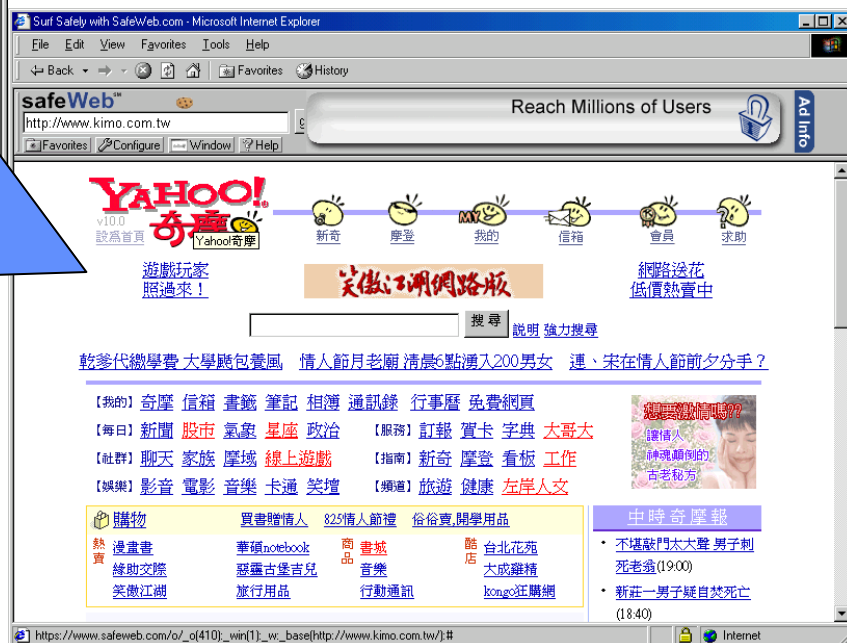 Surf Safely with SafeWeb.com - Microsoft Internet Explorer
File Edit View Favorites Tools Help
Back Favorites History
safeWeb℠
http://www.kimo.com.tw
Reach Millions of Users
Ad Info
Favorites Configure Window Help
YAHOO!
v10.0
奇摩
設為首頁
Yahoo!奇摩
MY
新奇 摩登 我的 信箱 會員 求助
遊戲玩家
照過來!
笑傲江湖網路版
網路送花
低價熱賣中
搜尋 說明 強力搜尋
乾爹代繳學費 大學颳包養風 情人節月老廟 清晨6點湧入200男女 連、宋在情人節前夕分手?
【我的】 奇摩 信箱 書籤 筆記 相簿 通訊錄 行事曆 免費網頁
【每日】 新聞 股市 氣象 星座 政治 【服務】 訂報 賀卡 字典 大哥大
【社群】 聊天 家族 摩域 線上遊戲 【指南】 新奇 摩登 看板 工作
【娛樂】 影音 電影 音樂 卡通 笑壇 【頻道】 旅遊 健康 左岸人文
想要激情嗎??
讓情人
神魂顛倒的
古老秘方
購物 買書贈情人 825情人節禮 俗俗賣,開學用品
熱賣 漫畫書 華碩notebook 商品 書城 酷店 台北花苑
緣助交際 惡靈古堡吉兒 音樂 大成雞精
笑傲江湖 旅行用品 行動通訊 kongo狂購網
中時奇摩報
• 不堪敲門太大聲 男子刺
死老翁(19:00)
• 新莊一男子疑自焚死亡
(18:40)
https://www.safeweb.com/o/_o(410):_win(1):_w:_base(http://www.kimo.com.tw/):#
Internet